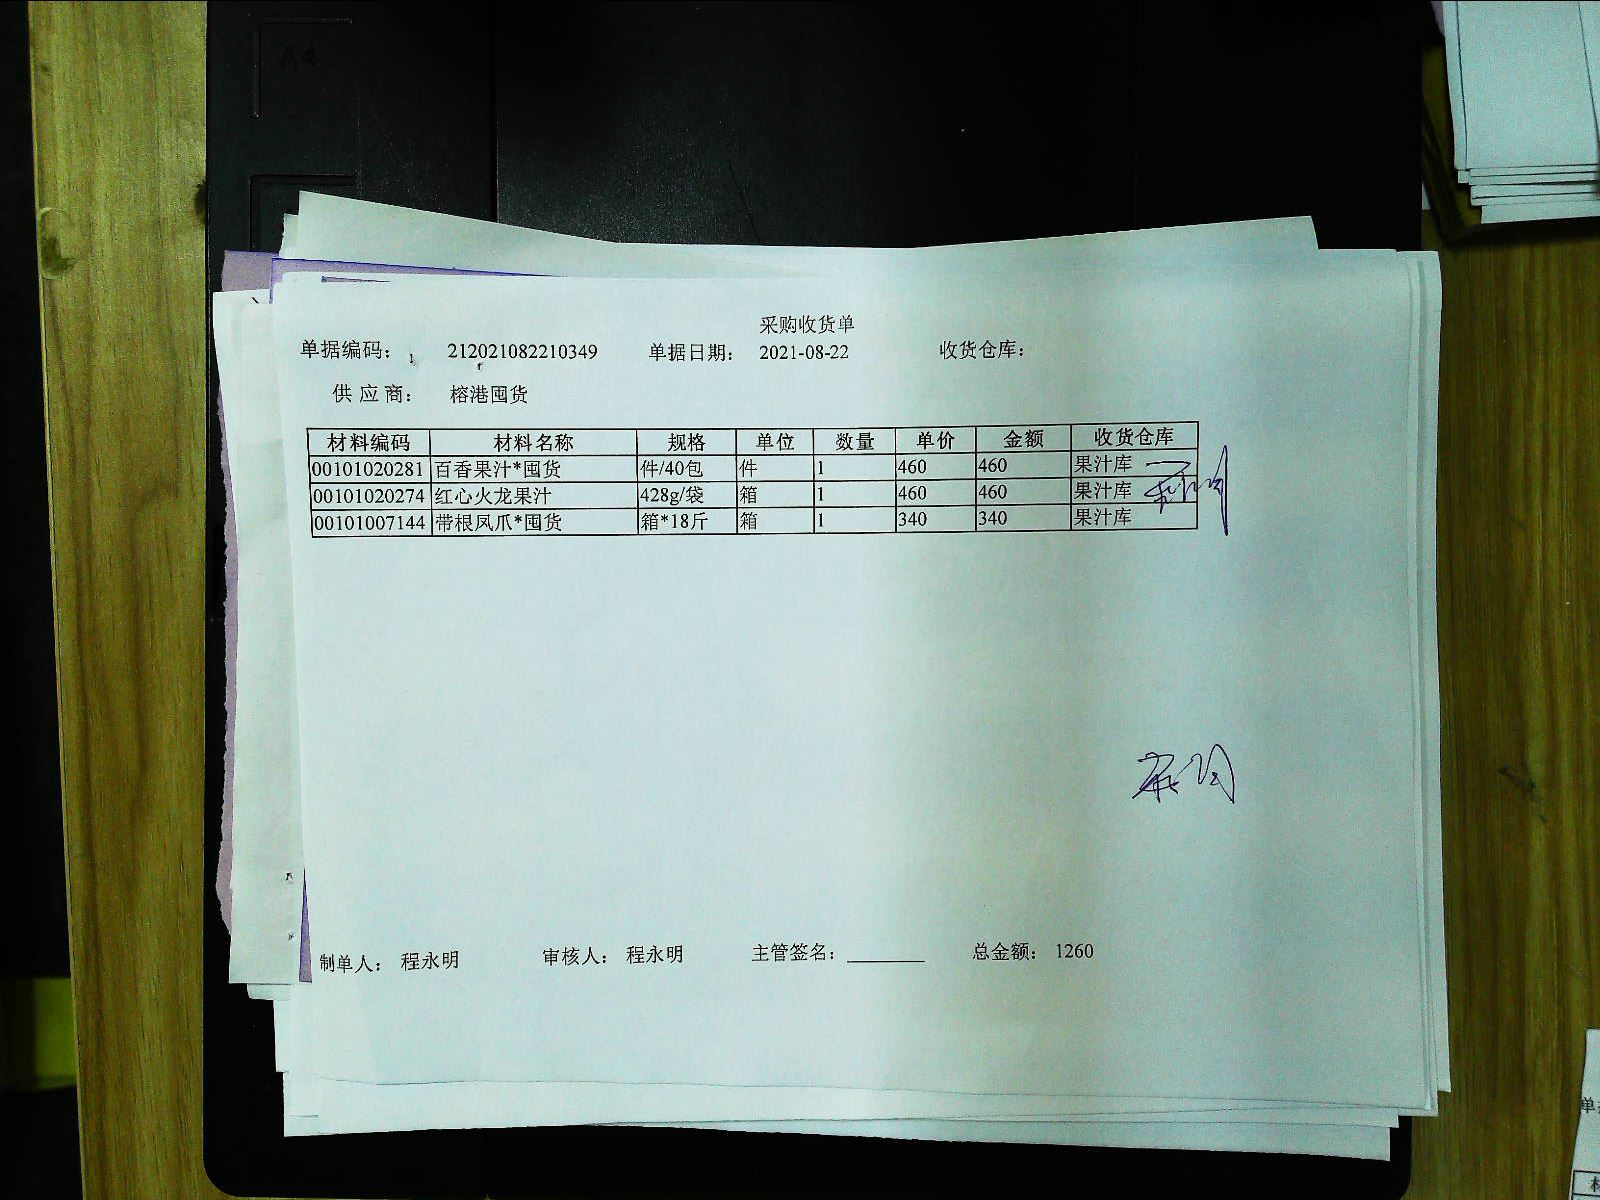 A4
采购收货单
单据编码： 212021082210349 单据日期： 2021-08-22 收货仓库：
供应商： 榕港囤货
材料编码 材料名称 规格 单位 数量 单价 金额 收货仓库
00101020281 百香果汁*囤货 件/40包 件 1 460 460 果汁库
00101020274 红心火龙果汁 428g/袋 箱 1 460 460 果汁库
00101007144 带根凤爪*囤货 箱*18斤 箱 1 340 340 果汁库
制单人： 程永明 审核人： 程永明 主管签名： 总金额： 1260